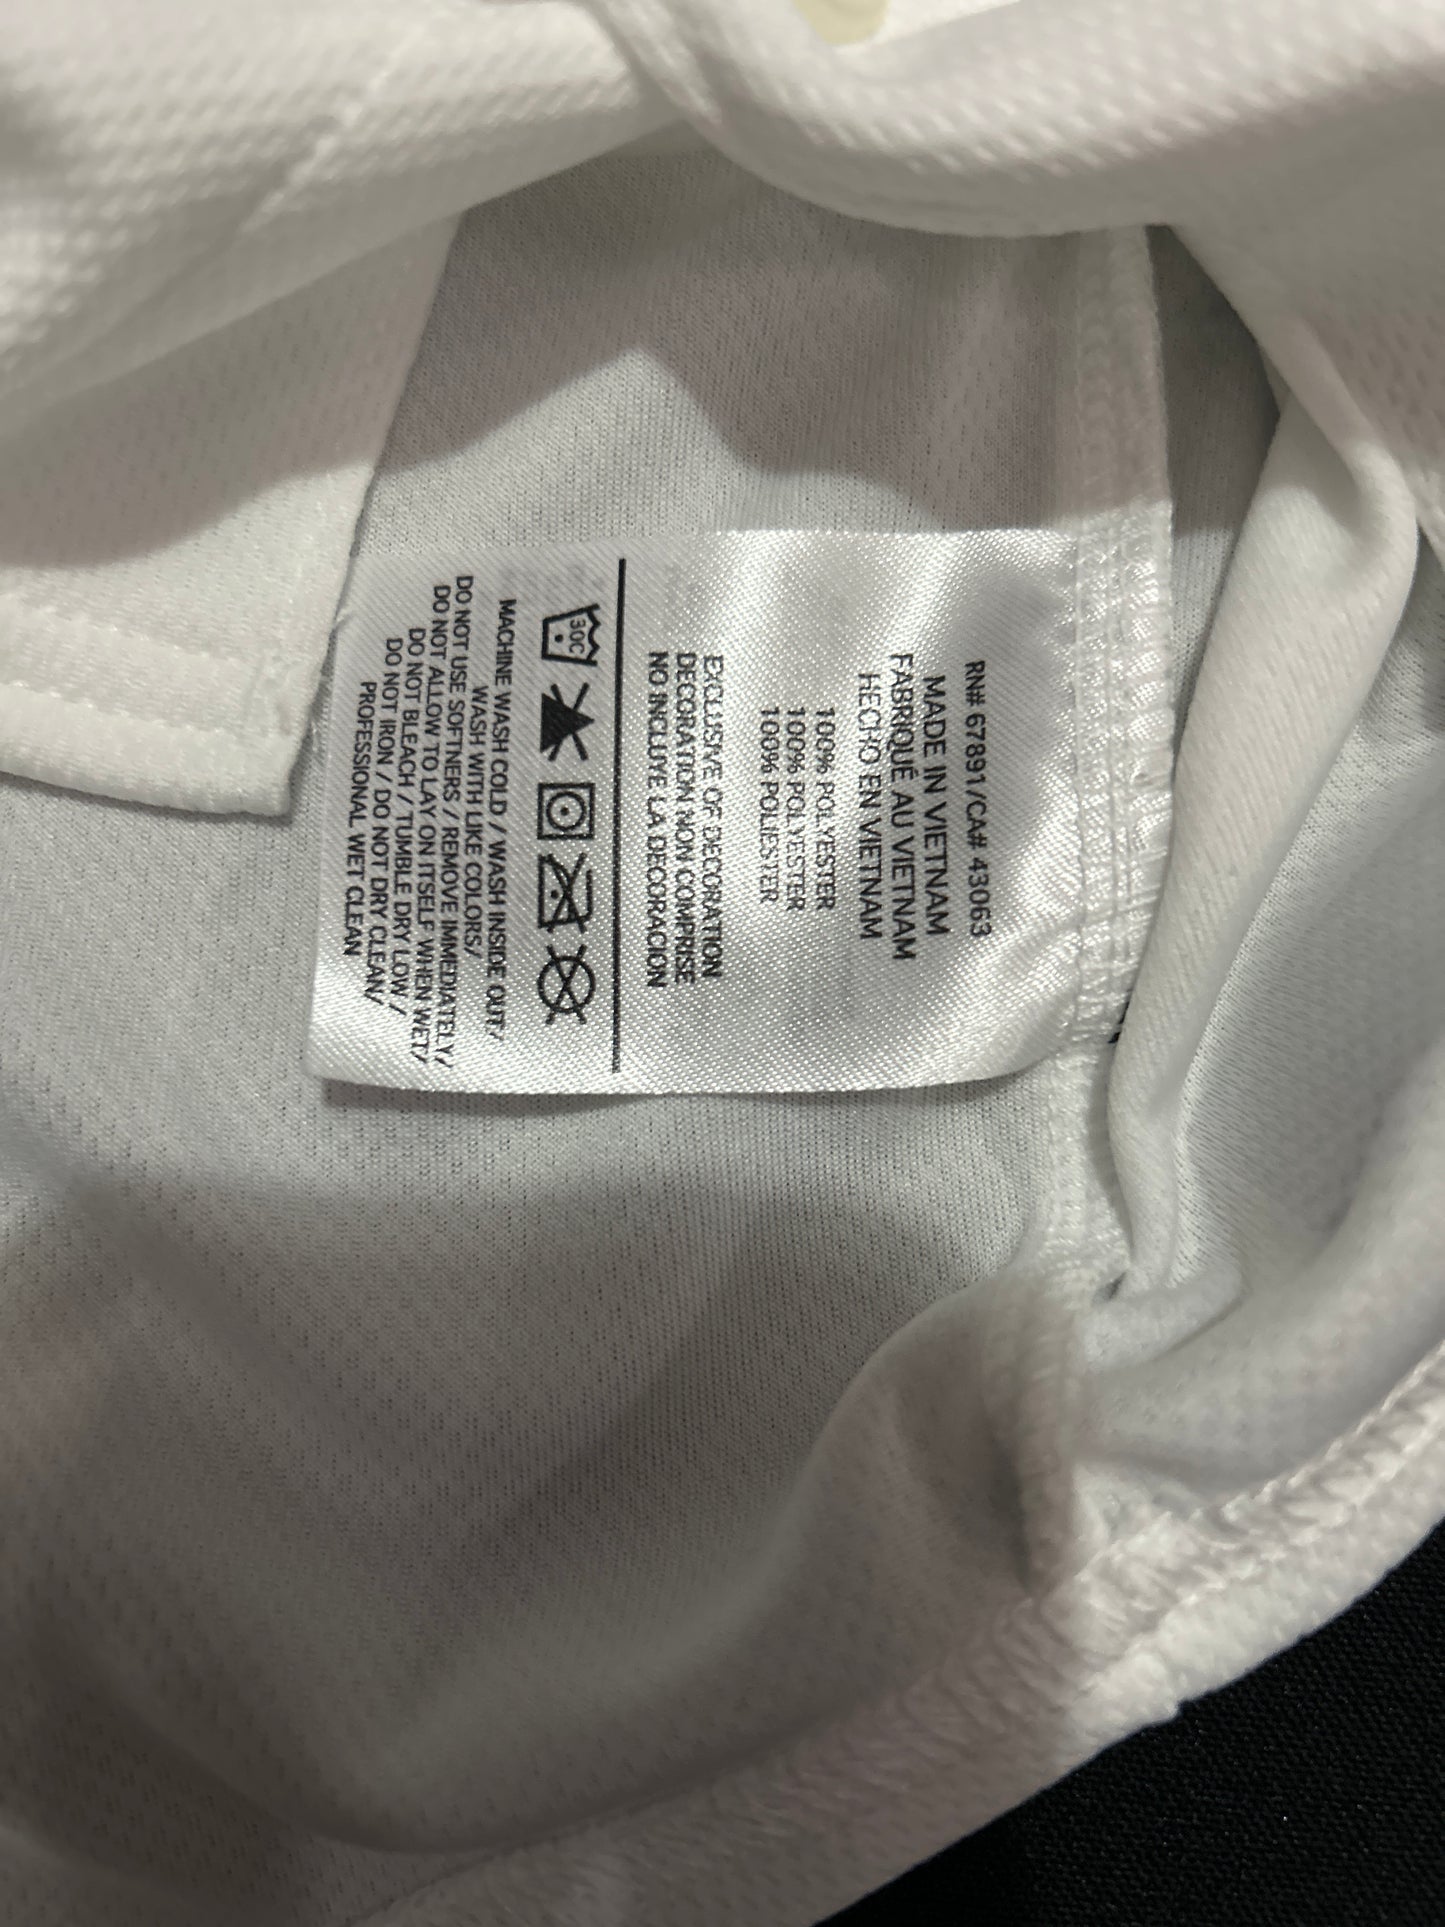 RN# 67891/CA# 43063
MADE IN VIETNAM
FABRIQUÉ AU VIETNAM
HECHO EN VIETNAM
100% POLYESTER
100% POLYESTER
100% POLIESTER
EXCLUSIVE OF DECORATION
DECORATION NON COMPRISE
NO INCLUYE LA DECORACION
30C
MACHINE WASH COLD / WASH INSIDE OUT/
WASH WITH LIKE COLORS/
DO NOT USE SOFTNERS / REMOVE IMMEDIATELY/
DO NOT ALLOW TO LAY ON ITSELF WHEN WET/
DO NOT BLEACH / TUMBLE DRY LOW /
DO NOT IRON / DO NOT DRY CLEAN/
PROFESSIONAL WET CLEAN